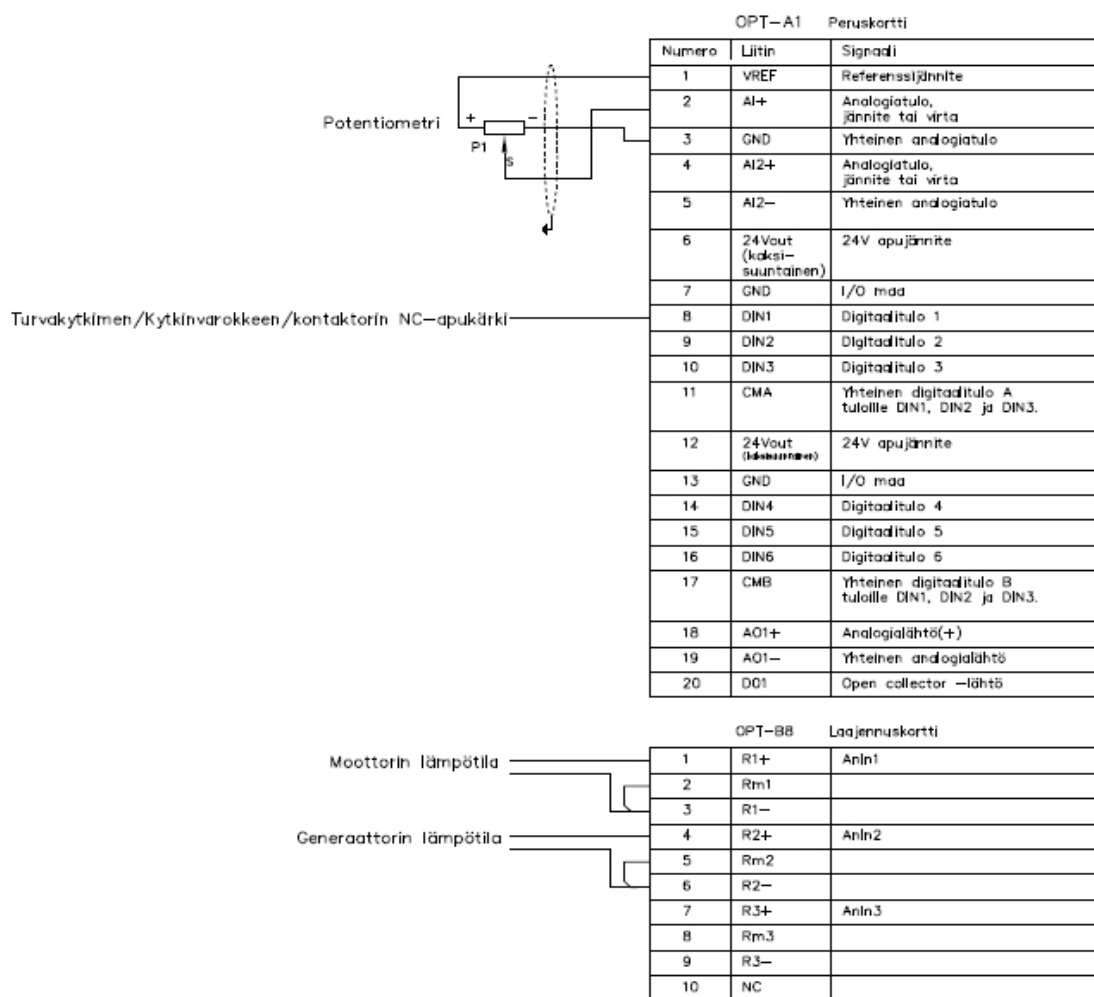 OPT-A1 Peruskortti
Numero Liitin Signaali
1 VREF Referenssijännite
2 AI+ Analogiatulo,
jännite tai virta
3 GND Yhteinen analogiatulo
4 AI2+ Analogiatulo,
jännite tai virta
5 AI2- Yhteinen analogiatulo
6 24Vout 24V apujännite
(kaksi-
suuntainen)
7 GND I/O maa
8 DIN1 Digitaalitulo 1
9 DIN2 Digitaalitulo 2
10 DIN3 Digitaalitulo 3
11 CMA Yhteinen digitaalitulo A
tuloille DIN1, DIN2 ja DIN3.
12 24Vout 24V apujännite
(kaksisuuntainen)
13 GND I/O maa
14 DIN4 Digitaalitulo 4
15 DIN5 Digitaalitulo 5
16 DIN6 Digitaalitulo 6
17 CMB Yhteinen digitaalitulo B
tuloille DIN1, DIN2 ja DIN3.
18 AO1+ Analogialähtö(+)
19 AO1- Yhteinen analogialähtö
20 DO1 Open collector -lähtö
Potentiometri
+ -
P1
S
Turvakytkimen/Kytkinvarokkeen/kontaktorin NC-apukärki
OPT-B8 Laajennuskortti
1 R1+ AnIn1
2 Rm1
3 R1-
4 R2+ AnIn2
5 Rm2
6 R2-
7 R3+ AnIn3
8 Rm3
9 R3-
10 NC
Moottorin lämpötila
Generaattorin lämpötila